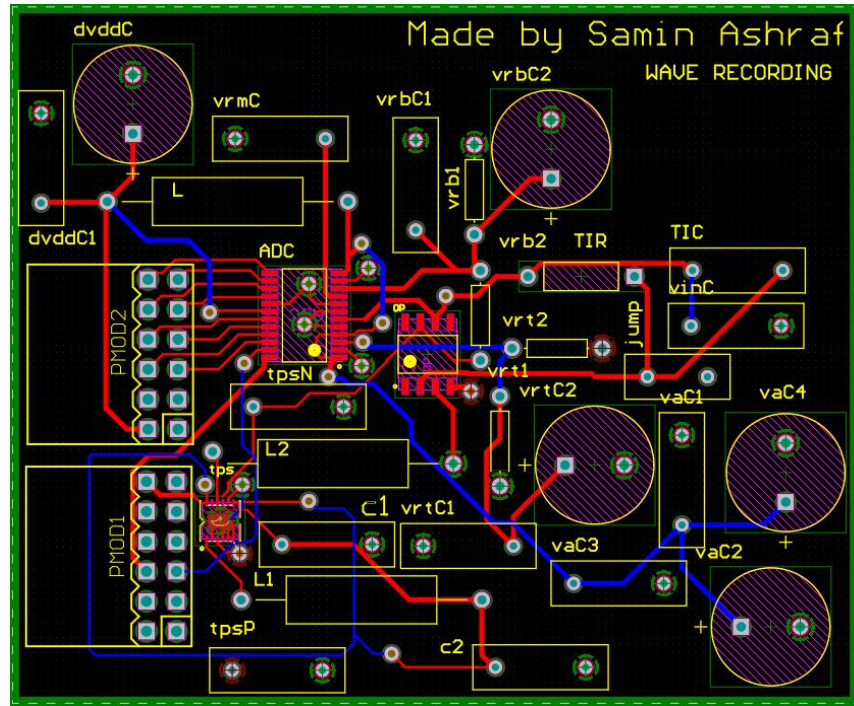 dvddC
Made by Samin Ashraf
WAVE RECORDING
vrmC
vrbC1
vrbC2
L
vrb1
dvddC1
ADC
vrb2
TIR
TIC
vinC
OP
PMOD2
jump
vrt2
tpsN
vrt1
vrtC2
vaC1
vaC4
L2
tps
c1
vrtC1
PMOD1
vaC3
vaC2
L1
tpsP
c2